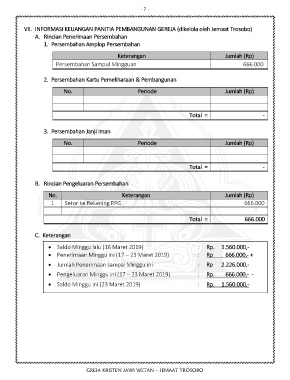 - 7 -
VII. INFORMASI KEUANGAN PANITIA PEMBANGUNAN GEREJA (dikelola oleh Jemaat Trosobo)
A. Rincian Penerimaan Persembahan
1. Persembahan Amplop Persembahan
Keterangan Jumlah (Rp)
Persembahan Sampul Mingguan 666.000
2. Persembahan Kartu Pemeliharaan & Pembangunan
No. Periode Jumlah (Rp)
Total = -
3. Persembahan Janji Iman
No. Periode Jumlah (Rp)
Total = -
B. Rincian Pengeluaran Persembahan
No. Keterangan Jumlah (Rp)
1 Setor ke Rekening PPG 666.000
Total = 666.000
C. Keterangan
• Saldo Minggu lalu (16 Maret 2019) : Rp. 1.560.000,-
• Penerimaan Minggu ini (17 – 23 Maret 2019) : Rp 666.000,- +
• Jumlah Penerimaan sampai Minggu ini : Rp 2.226.000,-
• Pengeluaran Minggu ini (17 – 23 Maret 2019) : Rp. 666.000,- -
• Saldo Minggu ini (23 Maret 2019) : Rp. 1.560.000,-
GREJA KRISTEN JAWI WETAN – JEMAAT TROSOBO